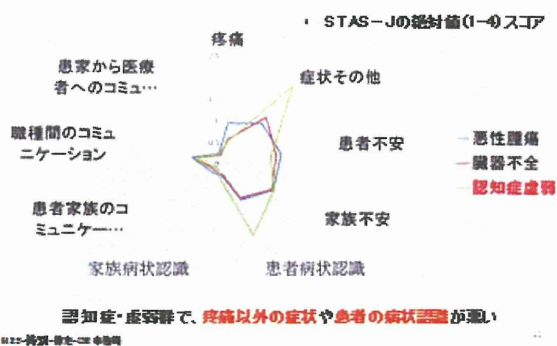 ・ STAS-Jの絶対値(1-4)スコア
疼痛
症状その他
患者不安
家族不安
患者病状認識
家族病状認識
患者家族のコ
ミュニケー…
職種間のコミュ
ニケーション
患家から医療
者へのコミュ…
1
0.5
悪性腫瘍
臓器不全
認知症虚弱
認知症・虚弱群で、疼痛以外の症状や患者の病状認識が悪い